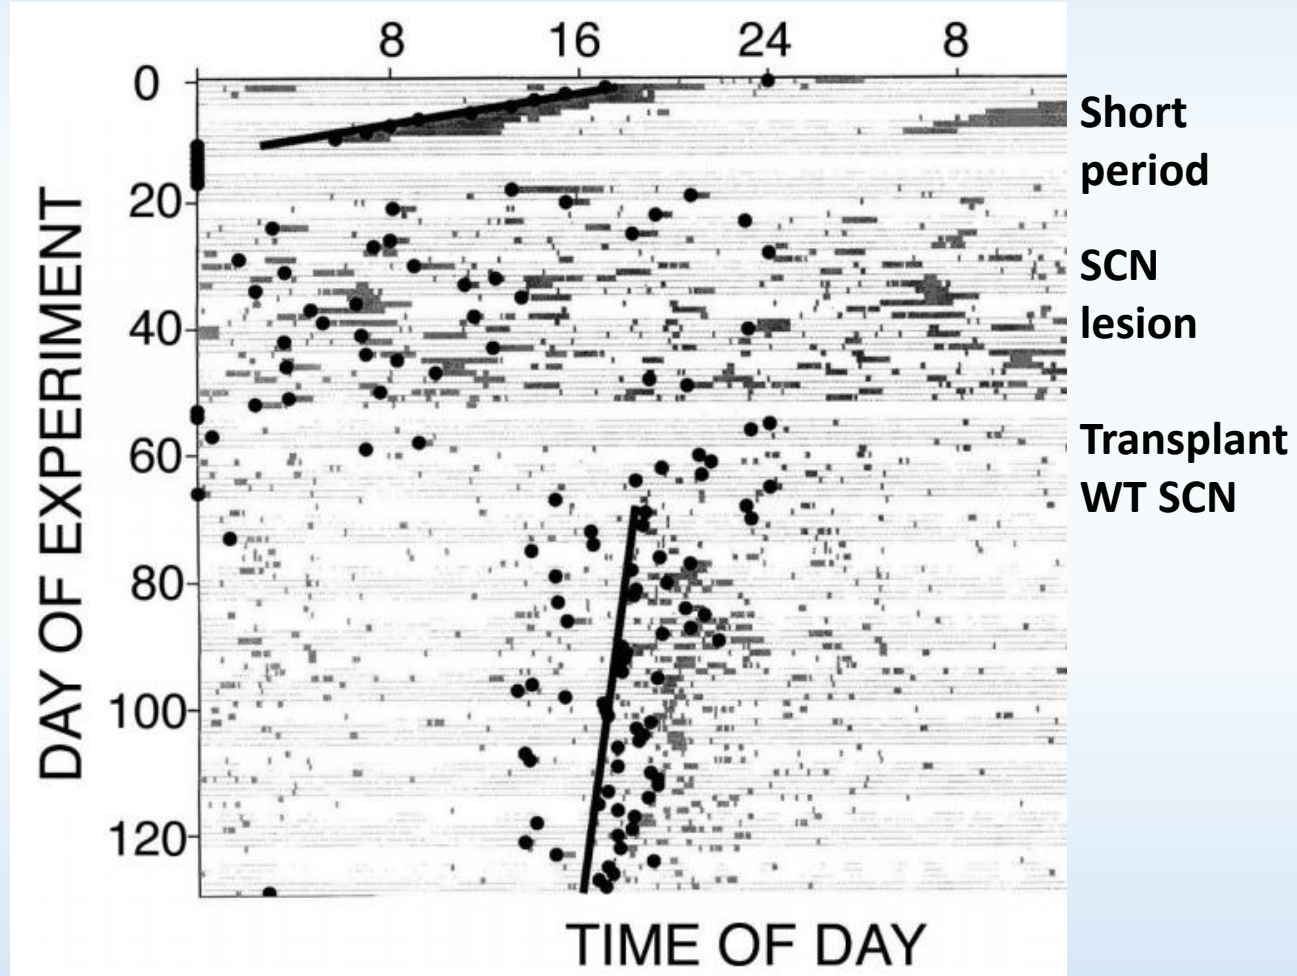 8 16 24 8
0
20
40
60
80
100
120
DAY OF EXPERIMENT
TIME OF DAY
Short
period
SCN
lesion
Transplant
WT SCN